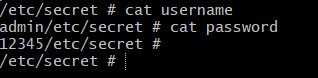 /etc/secret # cat username
admin/etc/secret # cat password
12345/etc/secret #
/etc/secret #